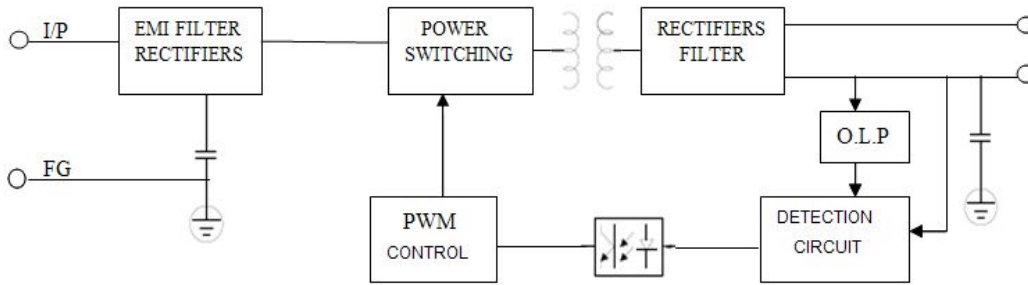 I/P
EMI FILTER
RECTIFIERS
POWER
SWITCHING
RECTIFIERS
FILTER
O.L.P
FG
PWM
CONTROL
DETECTION
CIRCUIT